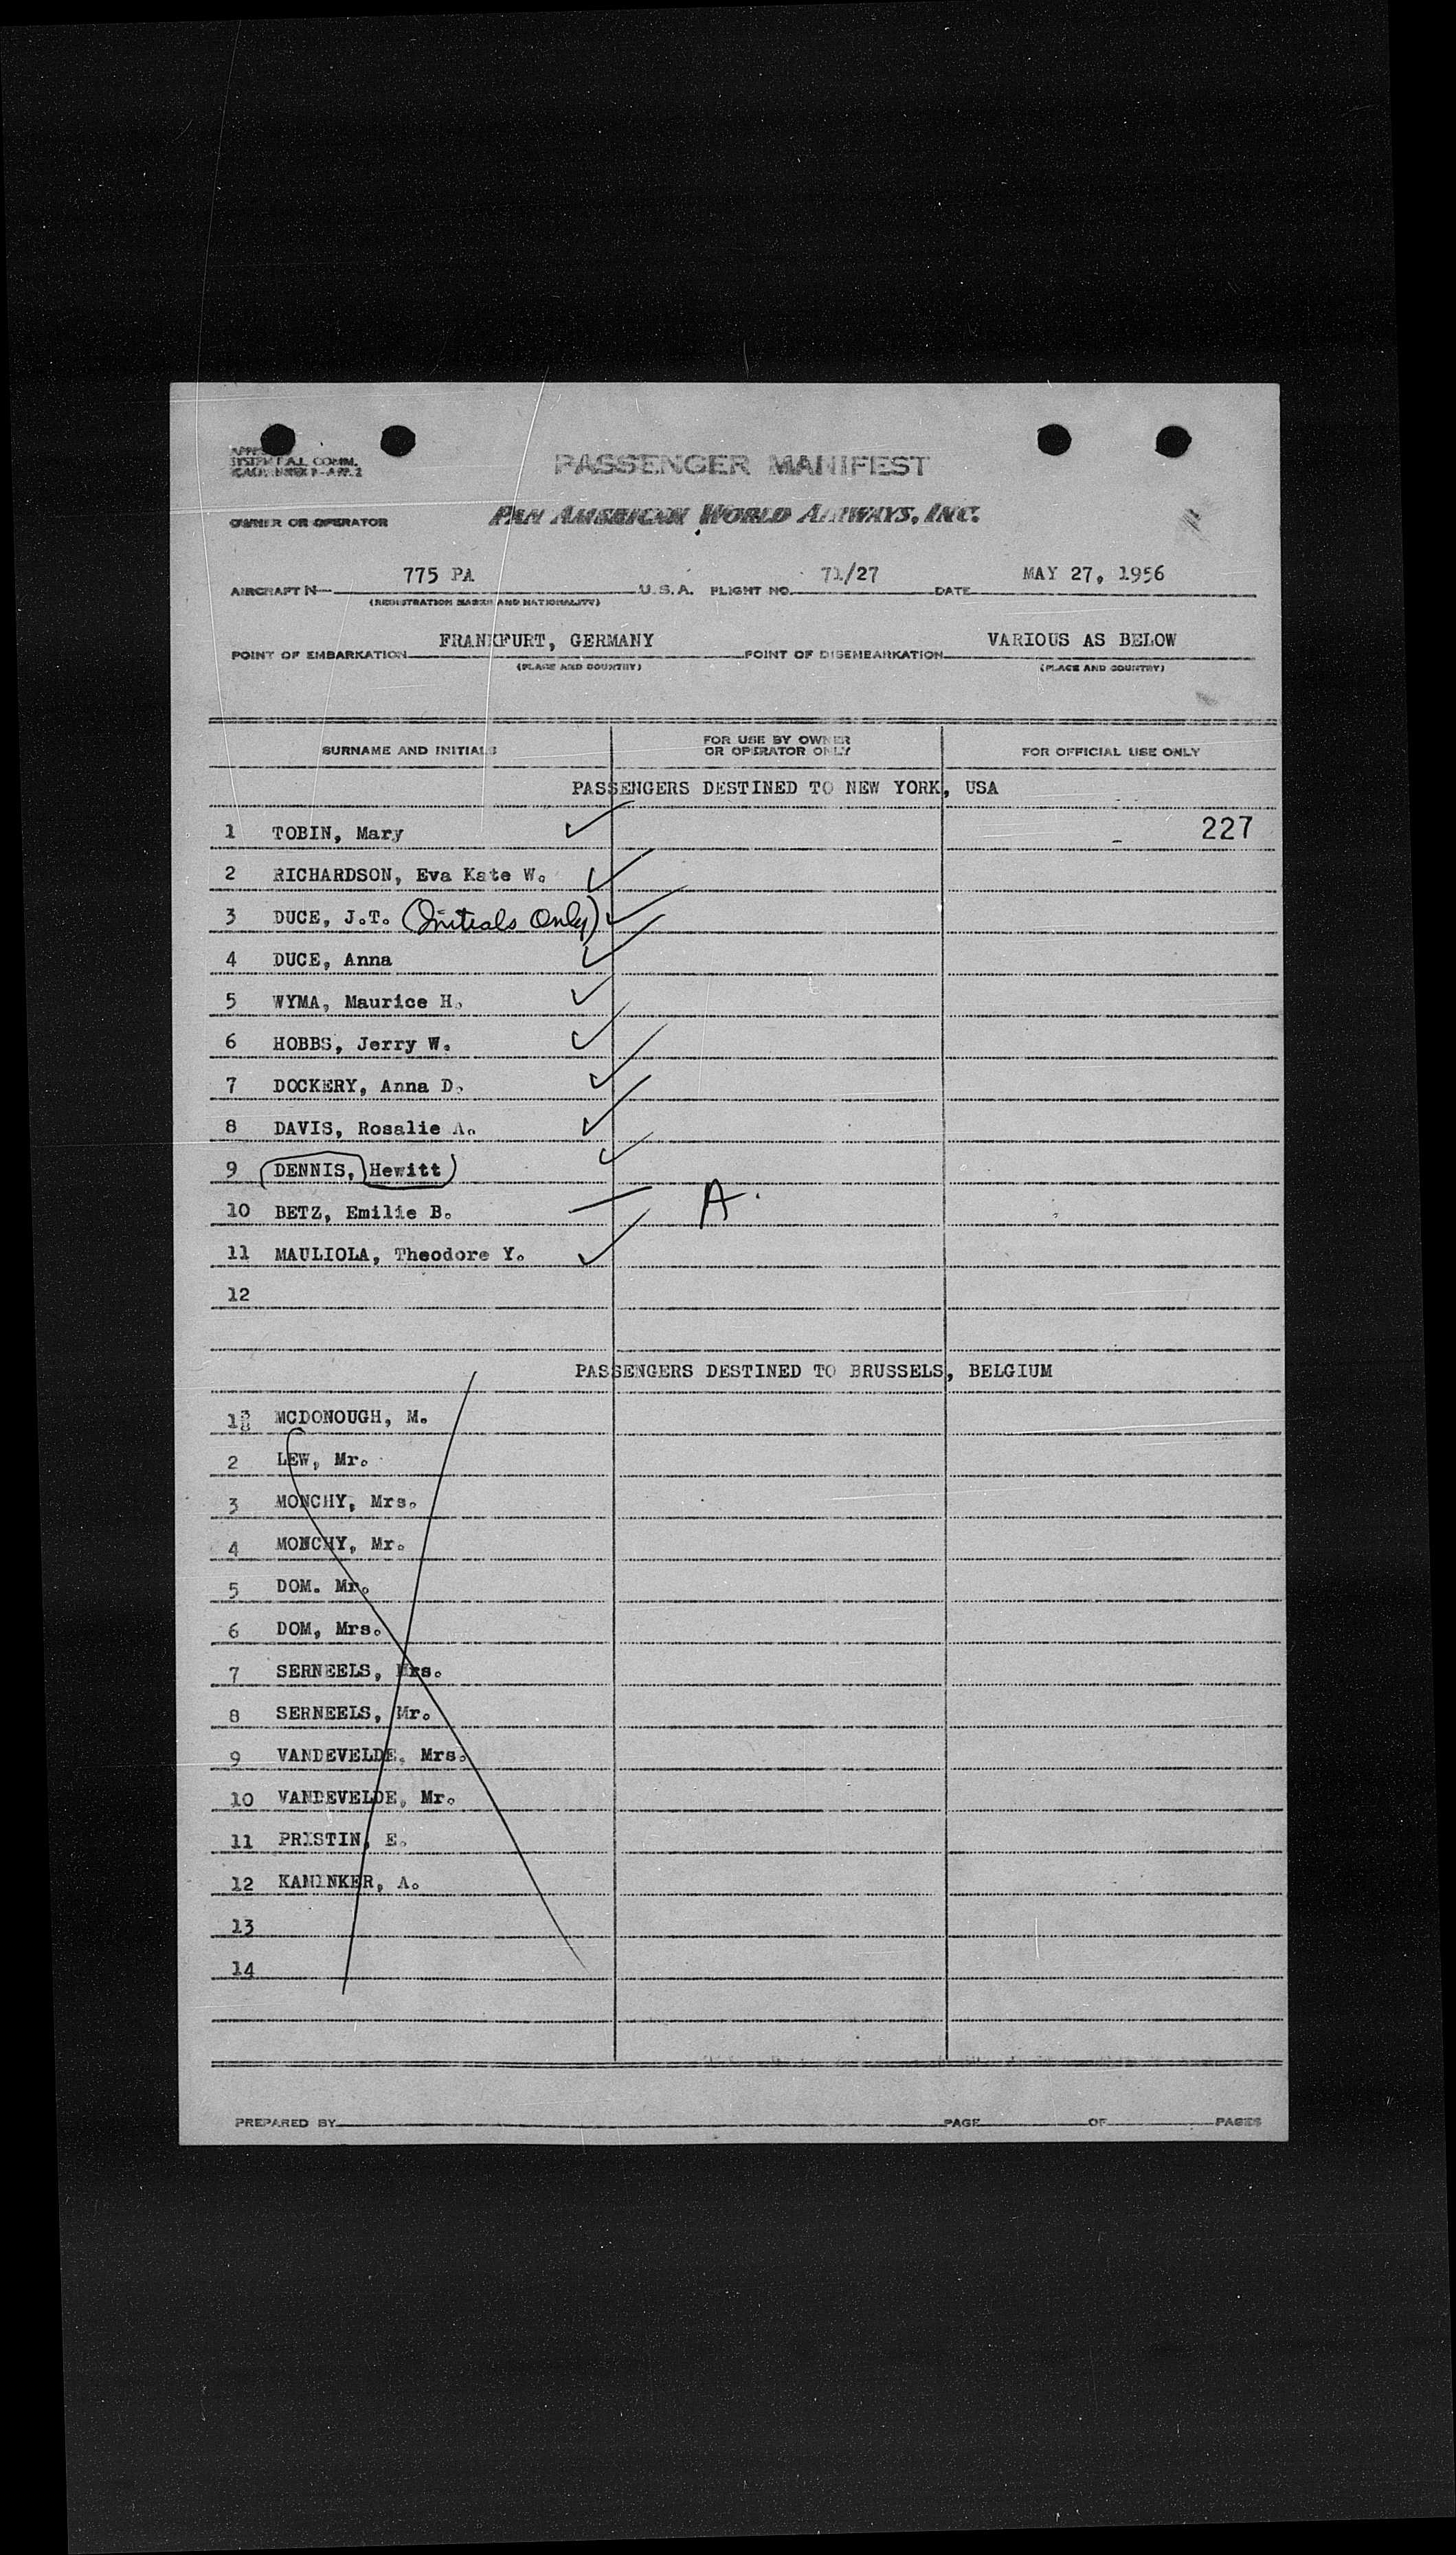 PASSENGER MANIFEST
OWNER OR OPERATOR PAN AMERICAN WORLD AIRWAYS, INC.
AIRCRAFT N 775 PA U.S.A. FLIGHT NO. 71/27 DATE MAY 27, 1956
(REGISTRATION MARKS AND NATIONALITY)
POINT OF EMBARKATION FRANKFURT, GERMANY POINT OF DISEMBARKATION VARIOUS AS BELOW
(PLACE AND COUNTRY) (PLACE AND COUNTRY)
SURNAME AND INITIALS FOR USE BY OWNER OR OPERATOR ONLY FOR OFFICIAL USE ONLY
PASSENGERS DESTINED TO NEW YORK, USA
1 TOBIN, Mary 227
2 RICHARDSON, Eva Kate W.
3 DUCE, J.T. (Initials Only)
4 DUCE, Anna
5 WYMA, Maurice H.
6 HOBBS, Jerry W.
7 DOCKERY, Anna D.
8 DAVIS, Rosalie A.
9 DENNIS, Hewitt
10 BETZ, Emilie B. A.
11 MAULIOLA, Theodore Y.
12
PASSENGERS DESTINED TO BRUSSELS, BELGIUM
1 MCDONOUGH, M.
2 LEW, Mr.
3 MONCHY, Mrs.
4 MONCHY, Mr.
5 DOM. Mr.
6 DOM, Mrs.
7 SERNEELS, Mrs.
8 SERNEELS, Mr.
9 VANDEVELDE, Mrs.
10 VANDEVELDE, Mr.
11 PRISTIN, E.
12 KAMINKER, A.
13
14
PREPARED BY PAGE OF PAGES